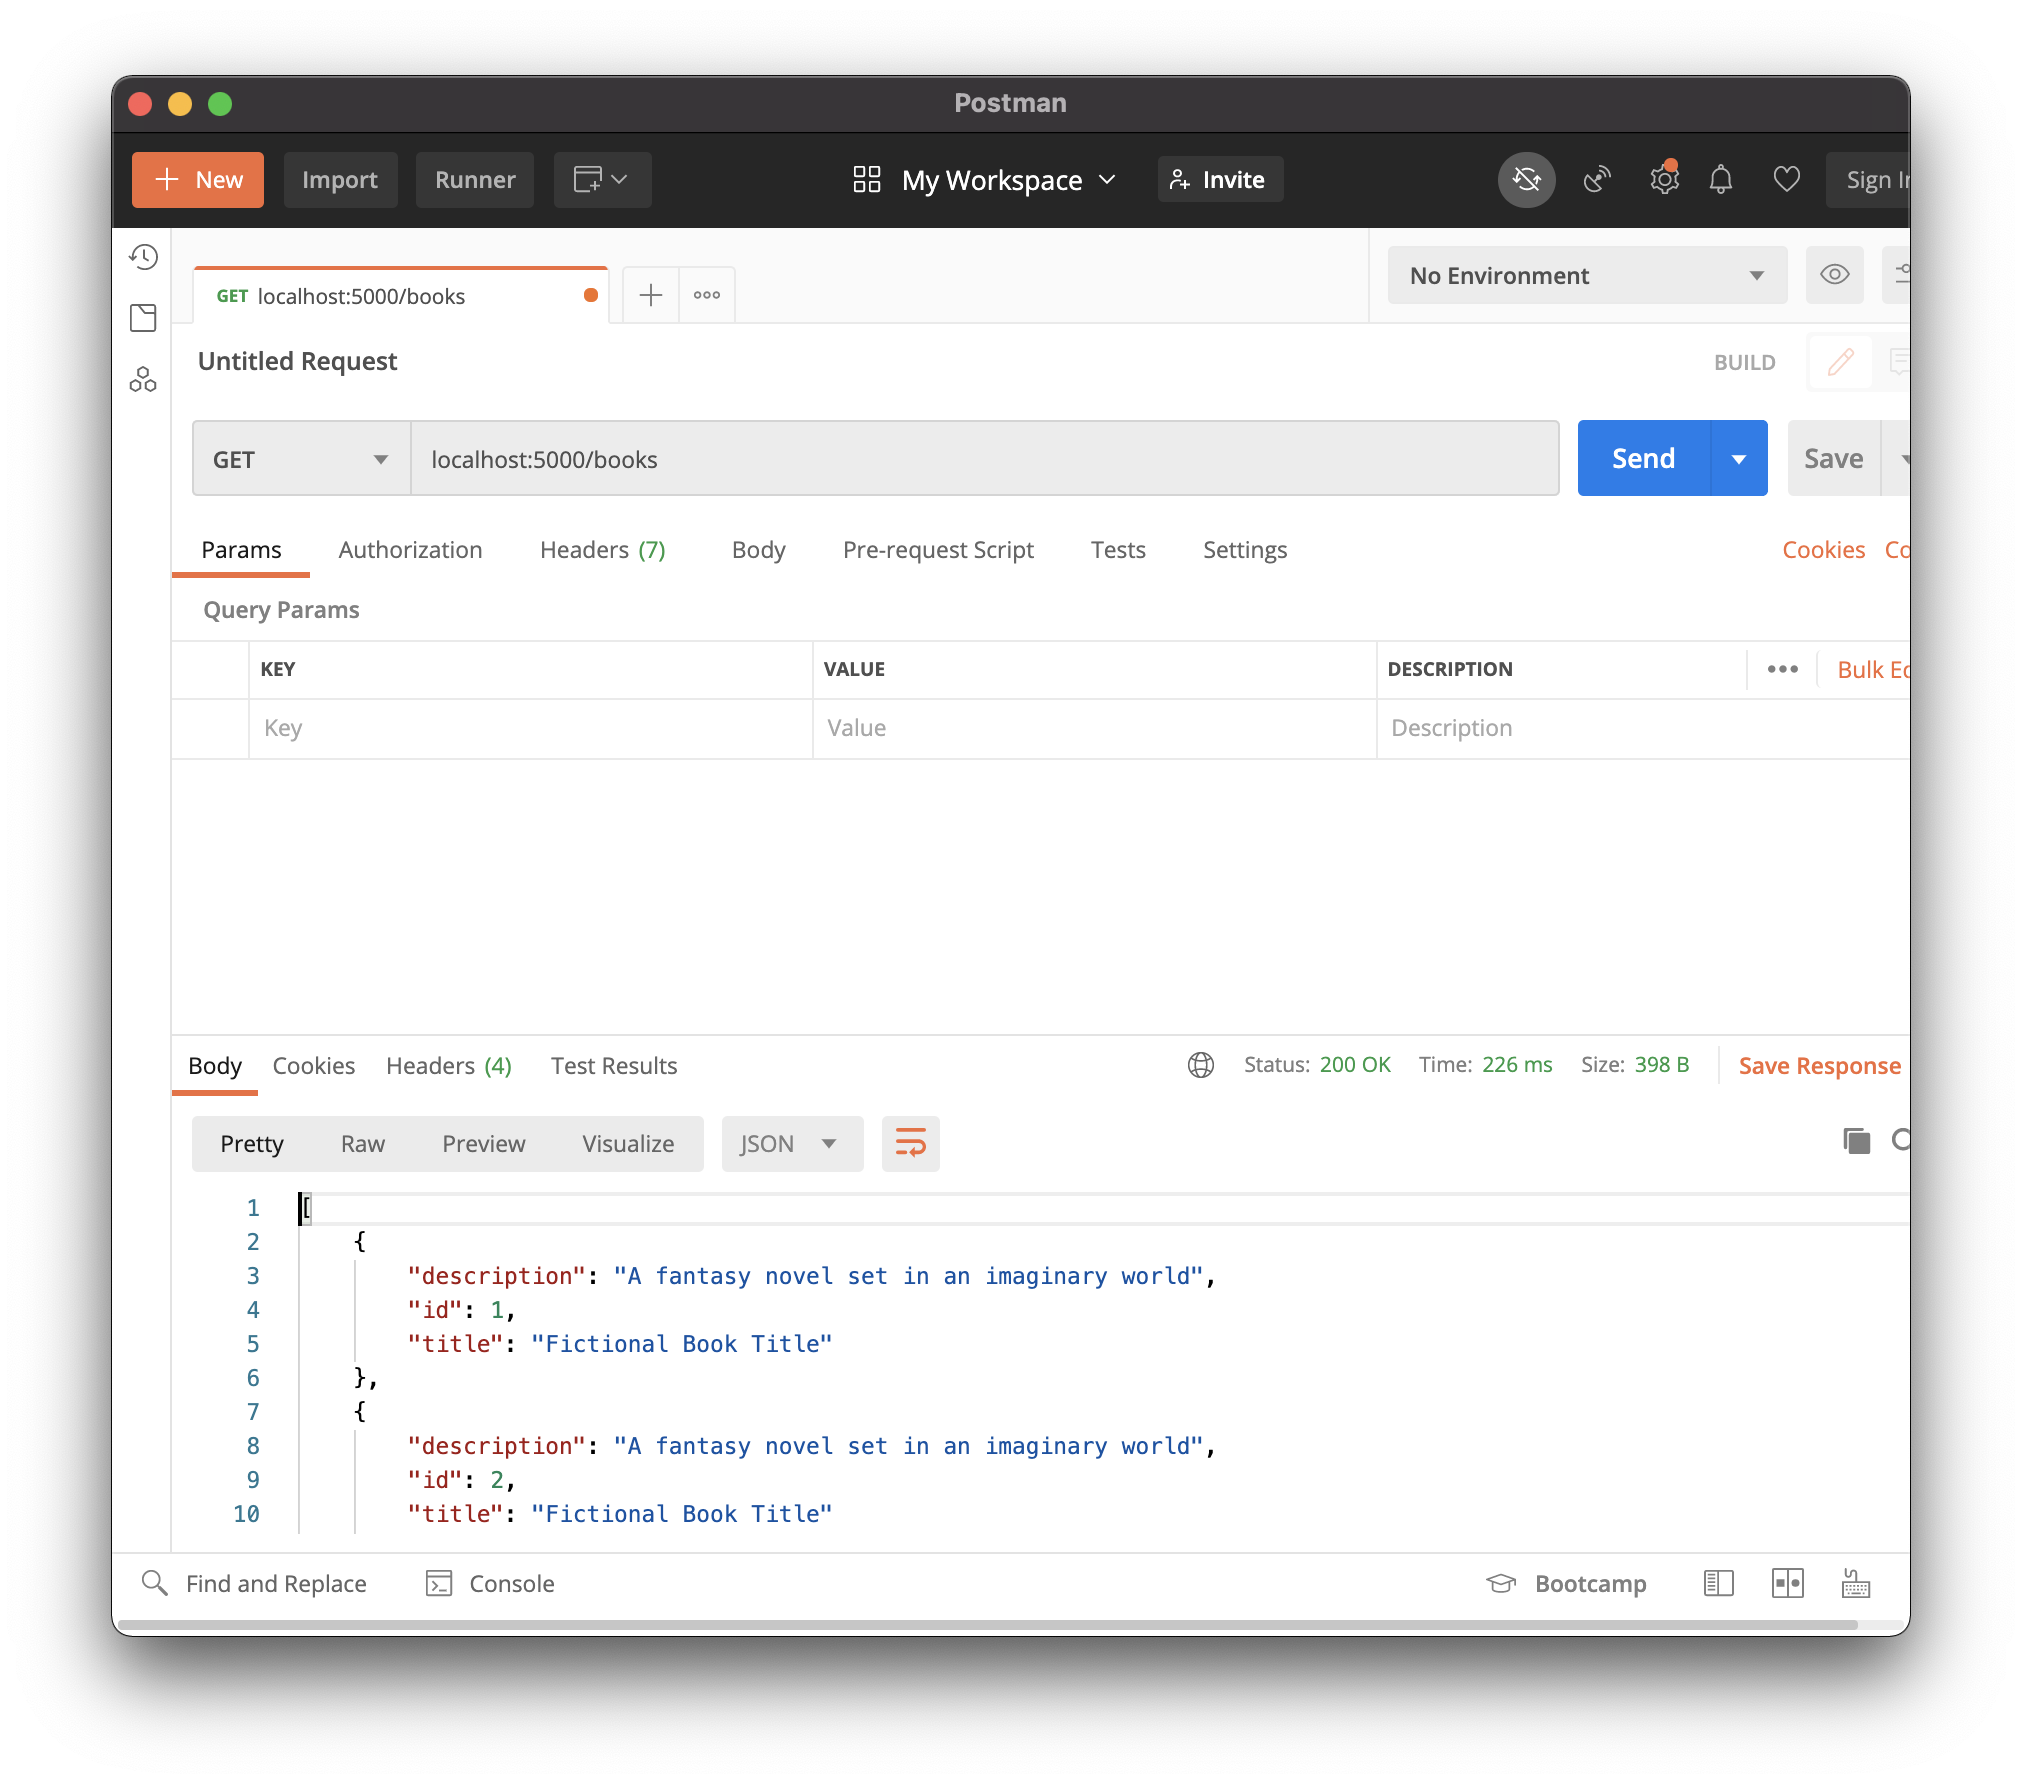 Postman
New Import Runner My Workspace Invite Sign
GET localhost:5000/books No Environment
Untitled Request BUILD
GET localhost:5000/books Send Save
Params Authorization Headers (7) Body Pre-request Script Tests Settings Cookies
Query Params
KEY VALUE DESCRIPTION Bulk
Key Value Description
Body Cookies Headers (4) Test Results Status: 200 OK Time: 226 ms Size: 398 B Save Response
Pretty Raw Preview Visualize JSON
1 [
2 {
3 "description": "A fantasy novel set in an imaginary world",
4 "id": 1,
5 "title": "Fictional Book Title"
6 },
7 {
8 "description": "A fantasy novel set in an imaginary world",
9 "id": 2,
10 "title": "Fictional Book Title"
Find and Replace Console Bootcamp